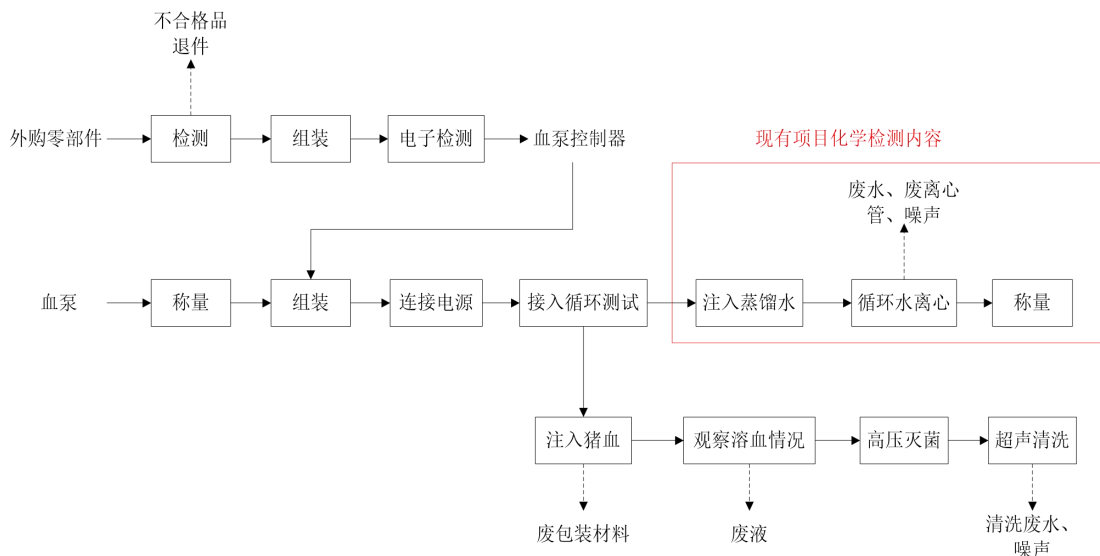 不合格品
退件
外购零部件
检测
组装
电子检测
血泵控制器
现有项目化学检测内容
废水、废离心
管、噪声
血泵
称量
组装
连接电源
接入循环测试
注入蒸馏水
循环水离心
称量
注入猪血
观察溶血情况
高压灭菌
超声清洗
废包装材料
废液
清洗废水、
噪声